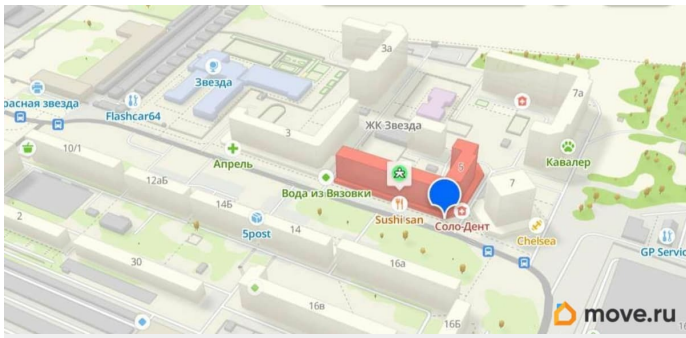 3а
Звезда
7а
расная звезда
Flashcar64
ЖК Звезда
3
10/1
Апрель
Кавалер
12аБ
Вода из Вязовки
7
14Б
Sushi san
Соло-Дент
2
5post
14
Chelsea
GP Servic
30
16а
16в
16Б
move.ru
16